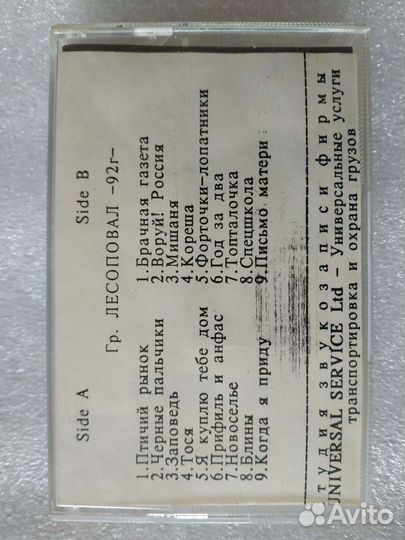 Гр. ЛЕСОПОВАЛ -92г-
Side A
1.Птичий рынок
2.Черные пальчики
3.Заповедь
4.Тося
5.Я куплю тебе дом
6.Прифиль и анфас
7.Новоселье
8.Блины
9.Когда я приду
Side B
1.Брачная газета
2.Воруй! Россия
3.Мишаня
4.Кореша
5.Форточки-лопатники
6.Год за два
7.Топталочка
8.Спецшкола
9.Письмо матери
тудия звукозаписи фирмы
UNIVERSAL SERVICE Ltd - Универсальные услуги
транспортировка и охрана грузов
Avito